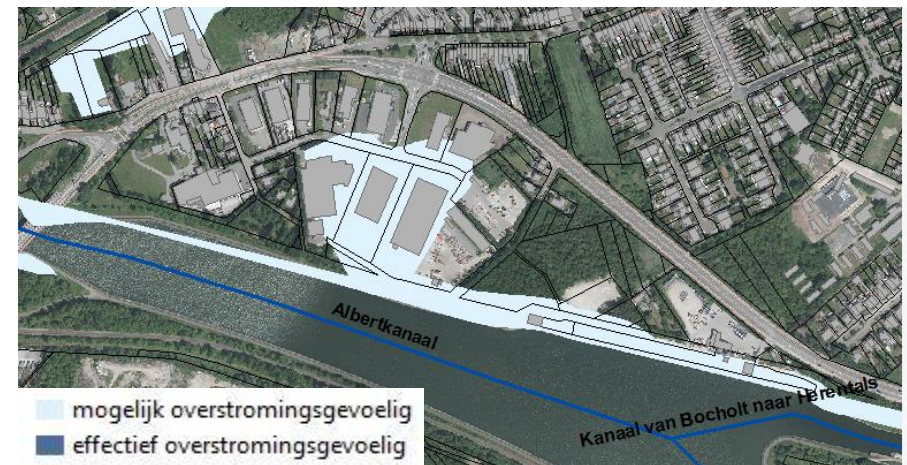 Albertkanaal
Kanaal van Bocholt naar Herentals
mogelijk overstromingsgevoelig
effectief overstromingsgevoelig